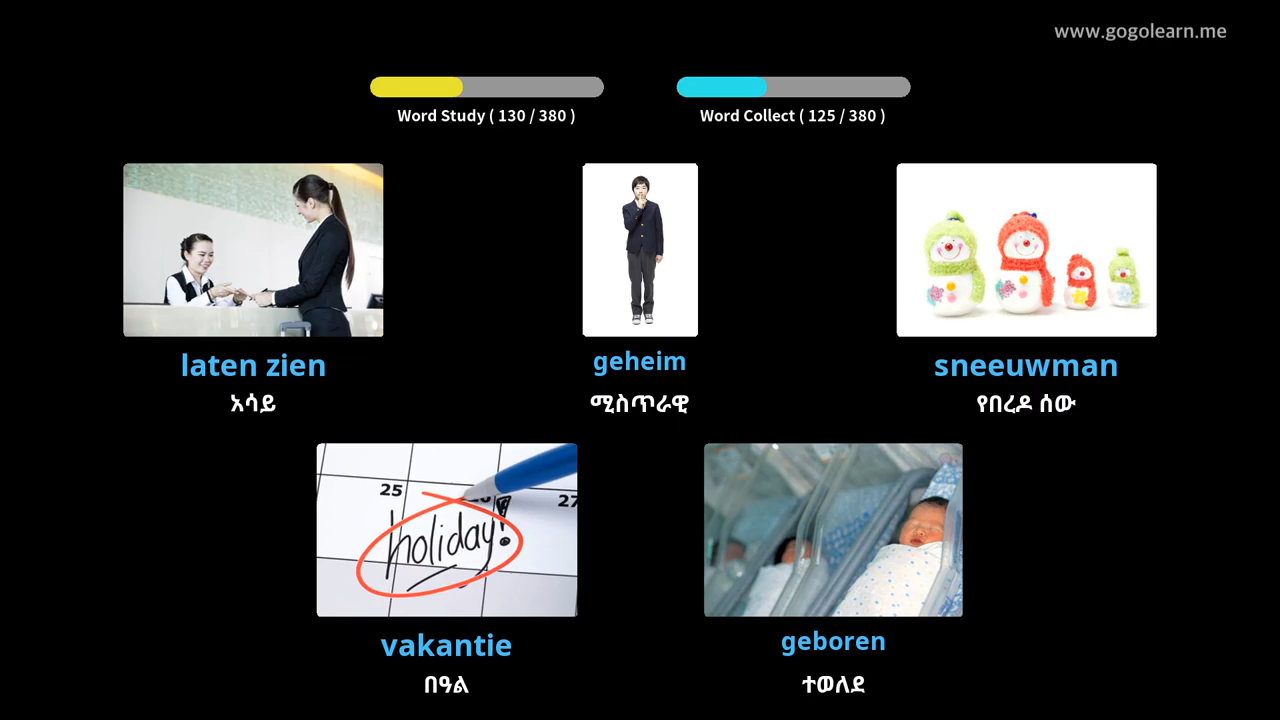 www.gogolearn.me
Word Study ( 130 / 380 )
Word Collect ( 125 / 380 )
laten zien
አሳይ
geheim
ሚስጥራዊ
sneeuwman
የበረዶ ሰው
25
27
holiday!
vakantie
በዓል
geboren
ተወለደ